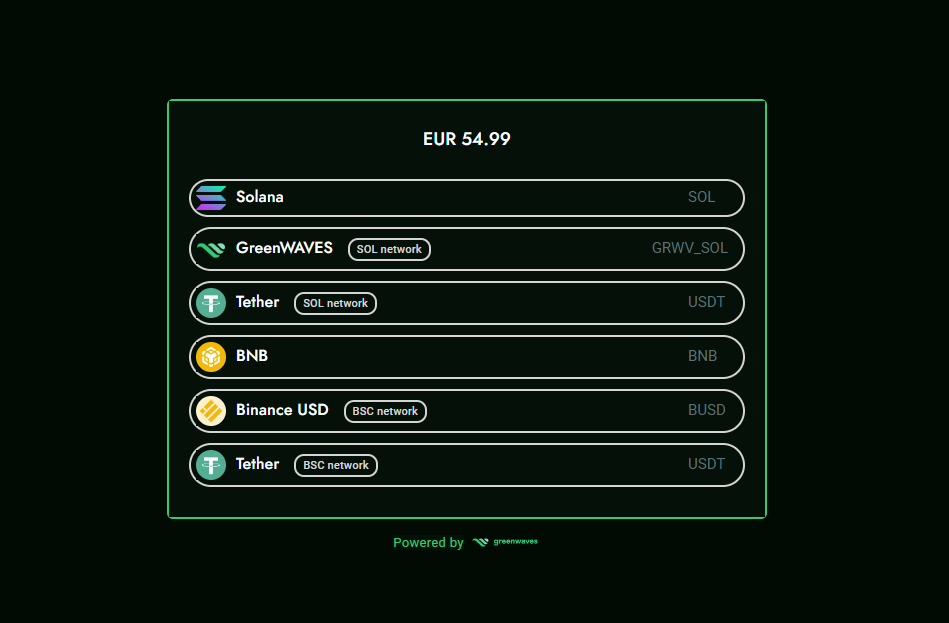 EUR 54.99
Solana SOL
GreenWAVES SOL network GRWV_SOL
Tether SOL network USDT
BNB BNB
Binance USD BSC network BUSD
Tether BSC network USDT
Powered by greenwaves